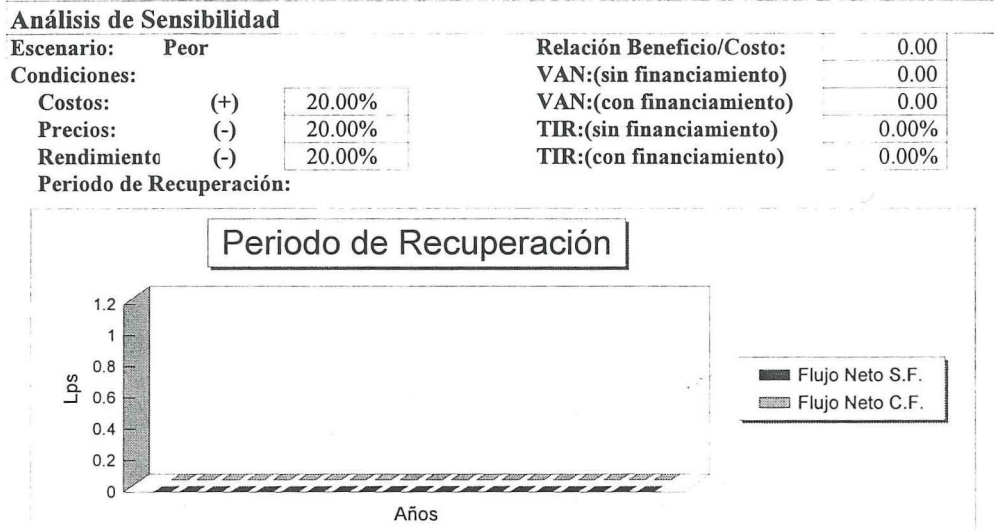 Análisis de Sensibilidad
Escenario: Peor Relación Beneficio/Costo: 0.00
Condiciones: VAN:(sin financiamiento) 0.00
Costos: (+) 20.00% VAN:(con financiamiento) 0.00
Precios: (-) 20.00% TIR:(sin financiamiento) 0.00%
Rendimiento (-) 20.00% TIR:(con financiamiento) 0.00%
Periodo de Recuperación:
Periodo de Recuperación
1.2
1
0.8
0.6
0.4
0.2
0
Lps
Años
Flujo Neto S.F.
Flujo Neto C.F.